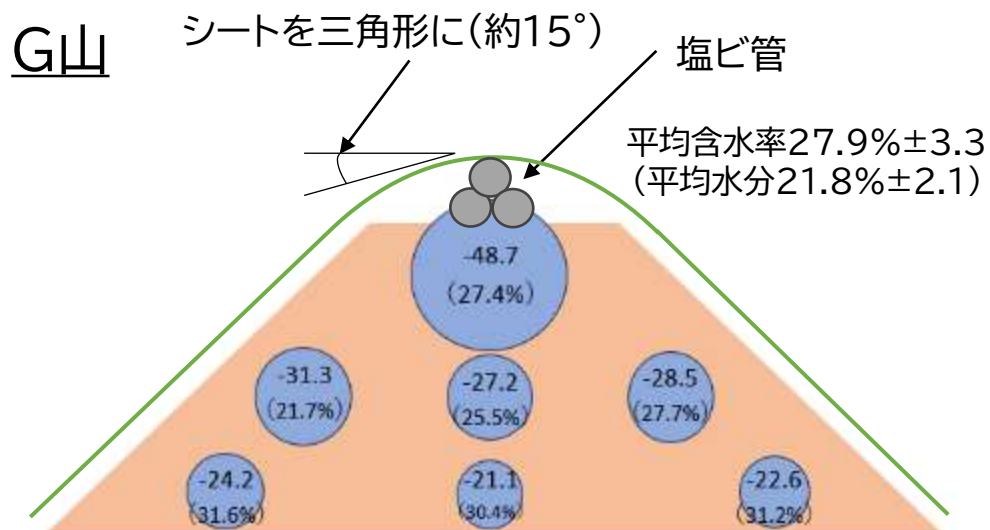 G山
シートを三角形に(約15°)
塩ビ管
平均含水率27.9%±3.3
(平均水分21.8%±2.1)
-48.7
(27.4%)
-31.3
(21.7%)
-27.2
(25.5%)
-28.5
(27.7%)
-24.2
(31.6%)
-21.1
(30.4%)
-22.6
(31.2%)